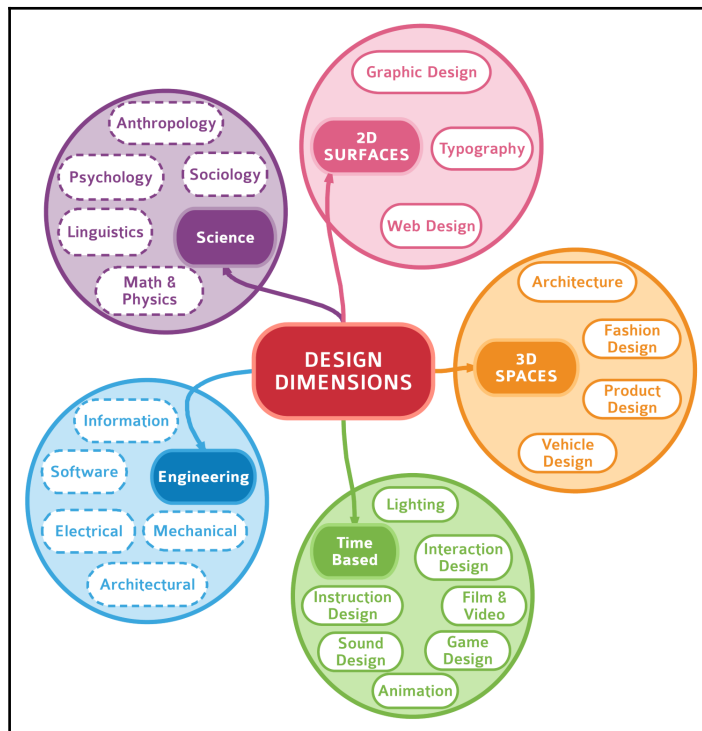 Graphic Design
2D
SURFACES
Typography
Web Design
Anthropology
Psychology
Sociology
Linguistics
Science
Math &
Physics
DESIGN
DIMENSIONS
Architecture
Fashion
Design
3D
SPACES
Product
Design
Vehicle
Design
Information
Software
Engineering
Electrical
Mechanical
Architectural
Lighting
Time
Based
Interaction
Design
Instruction
Design
Film &
Video
Sound
Design
Game
Design
Animation